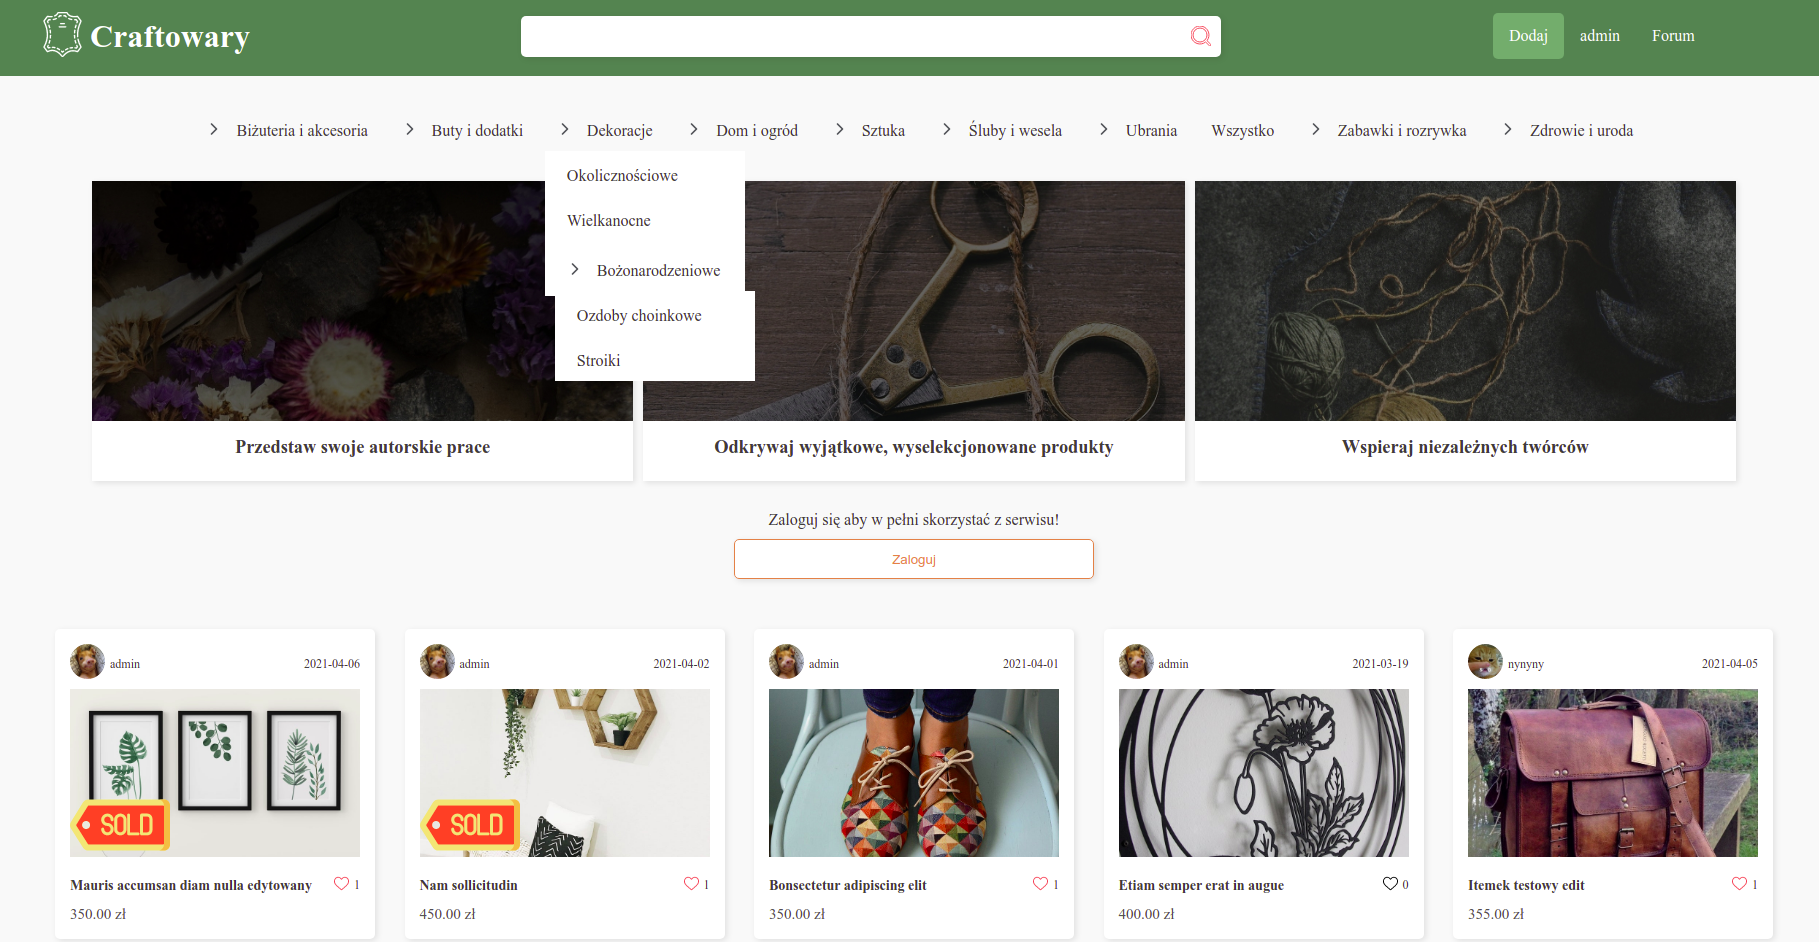 Craftowary
Dodaj admin Forum
Biżuteria i akcesoria Buty i dodatki Dekoracje Dom i ogród Sztuka Śluby i wesela Ubrania Wszystko Zabawki i rozrywka Zdrowie i uroda
Okolicznościowe
Wielkanocne
Bożonarodzeniowe
Ozdoby choinkowe
Stroiki
Przedstaw swoje autorskie prace
Odkrywaj wyjątkowe, wyselekcjonowane produkty
Wspieraj niezależnych twórców
Zaloguj się aby w pełni skorzystać z serwisu!
Zaloguj
admin 2021-04-06
SOLD
Mauris accumsan diam nulla edytowany 1
350.00 zł
admin 2021-04-02
SOLD
Nam sollicitudin 1
450.00 zł
admin 2021-04-01
Bonsectetur adipiscing elit 1
350.00 zł
admin 2021-03-19
Etiam semper erat in augue 0
400.00 zł
nynyny 2021-04-05
Itemek testowy edit 1
355.00 zł